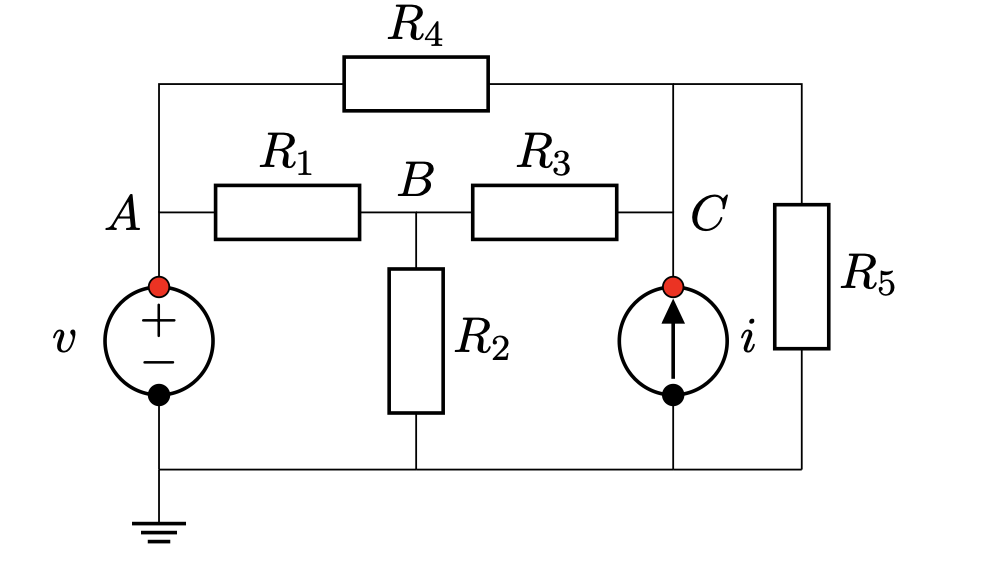 R₄
R₁ B R₃
A C
v + − R₂ i R₅